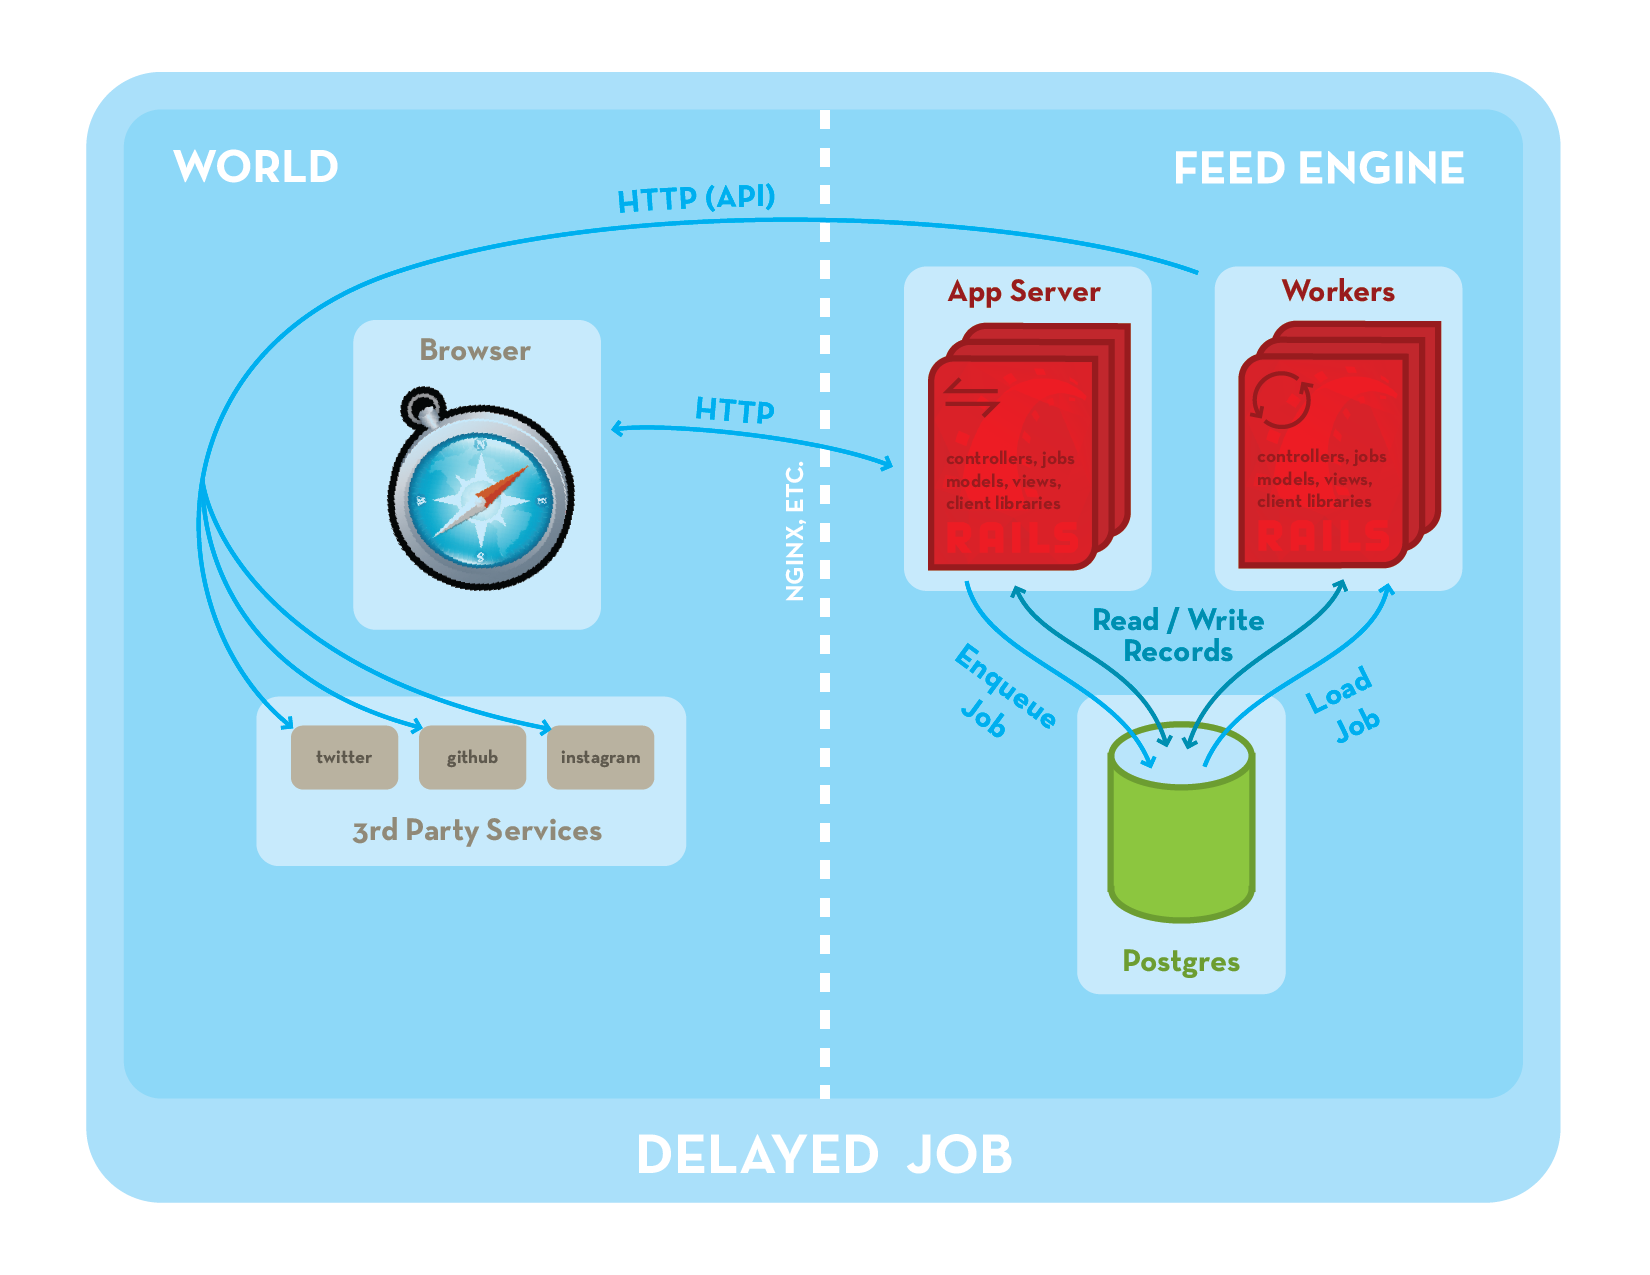 WORLD
FEED ENGINE
HTTP (API)
App Server
Workers
Browser
HTTP
N
S
controllers, jobs
models, views,
client libraries
RAILS
controllers, jobs
models, views,
client libraries
RAILS
NGINX, ETC.
Read / Write
Records
Enqueue
Job
Load
Job
twitter
github
instagram
3rd Party Services
Postgres
DELAYED JOB